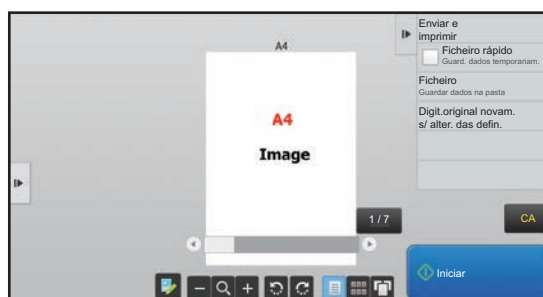 A4
A4
Image
1 / 7
Enviar e
imprimir
Ficheiro rápido
Guard. dados temporariam.
Ficheiro
Guardar dados na pasta
Digit.original novam.
s/ alter. das defin.
CA
Iniciar